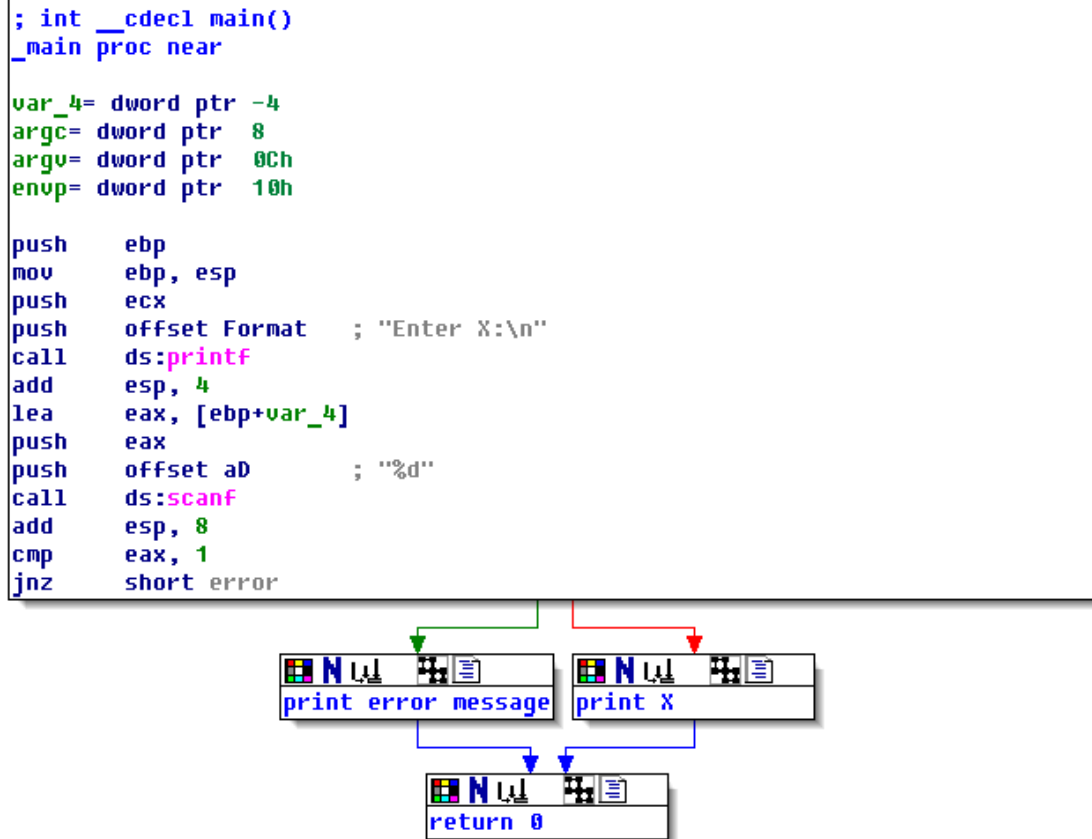 ; int __cdecl main()
_main proc near
var_4= dword ptr -4
argc= dword ptr  8
argv= dword ptr  0Ch
envp= dword ptr  10h
push    ebp
mov     ebp, esp
push    ecx
push    offset Format   ; "Enter X:\n"
call    ds:printf
add     esp, 4
lea     eax, [ebp+var_4]
push    eax
push    offset aD       ; "%d"
call    ds:scanf
add     esp, 8
cmp     eax, 1
jnz     short error
N N
print error message print X
N
return 0